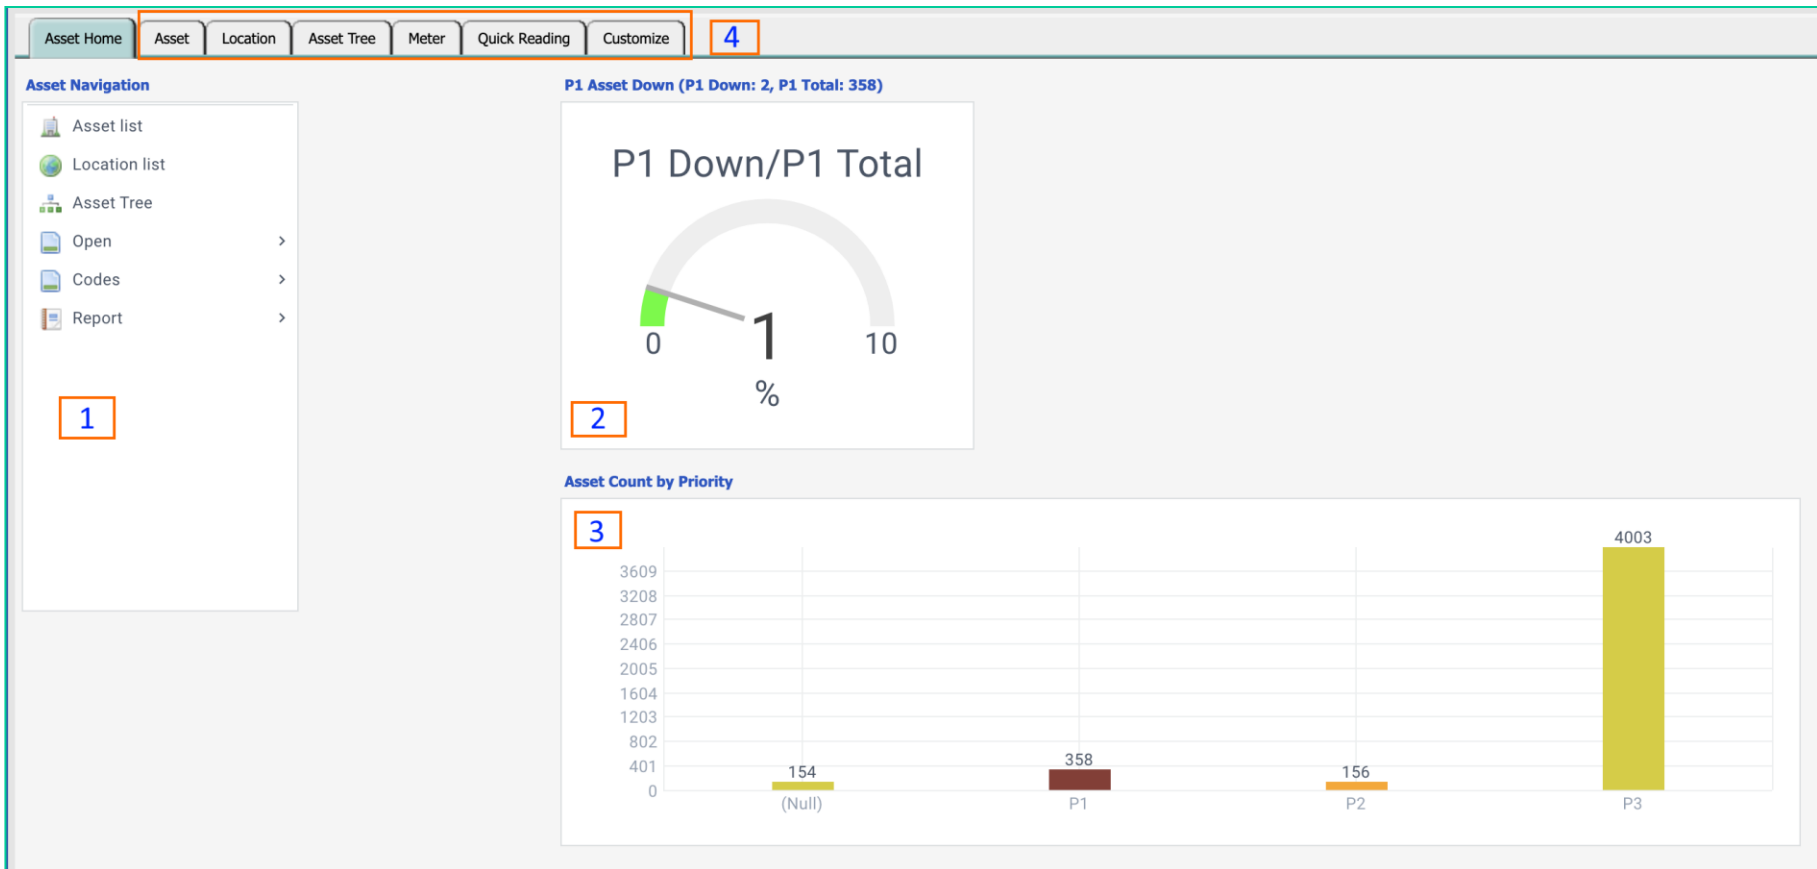 Asset Home Asset Location Asset Tree Meter Quick Reading Customize 4
Asset Navigation
Asset list
Location list
Asset Tree
Open
Codes
Report
1
P1 Asset Down (P1 Down: 2, P1 Total: 358)
P1 Down/P1 Total
0 1 10
%
2
Asset Count by Priority
3
4003
3609
3208
2807
2406
2005
1604
1203
802
401
0
154 358 156
(Null) P1 P2 P3